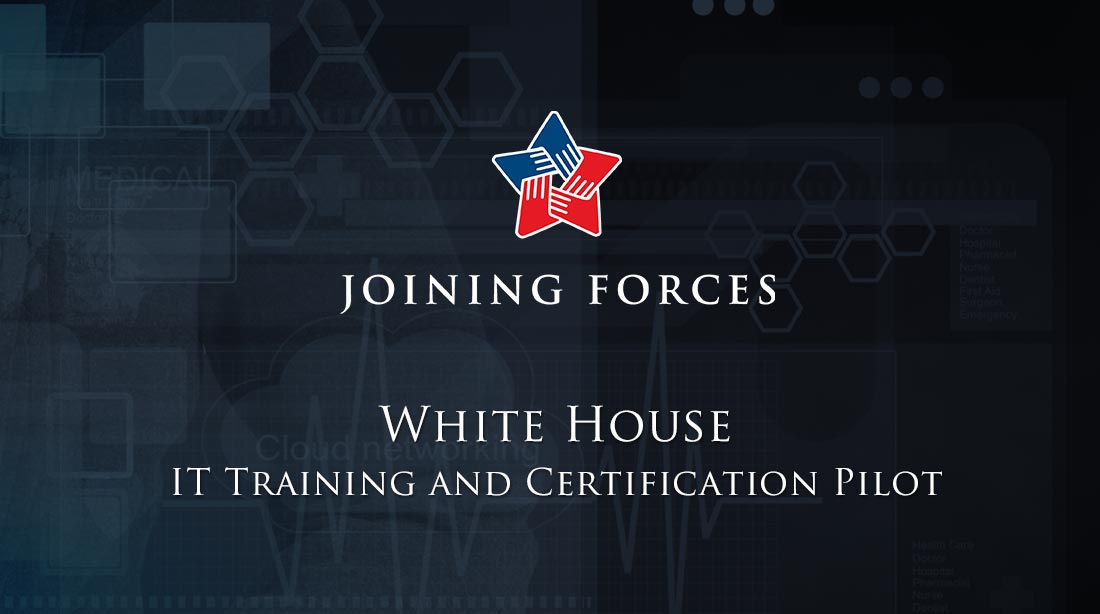 MEDICAL
JOINING FORCES
Doctor
Hospital
Pharmacist
Nurse
Dentist
First Aid
Surgeon
Emergency
WHITE HOUSE
Cloud networking
IT TRAINING AND CERTIFICATION PILOT
Health Care
Doctor
Hospital
Pharmacist
Nurse